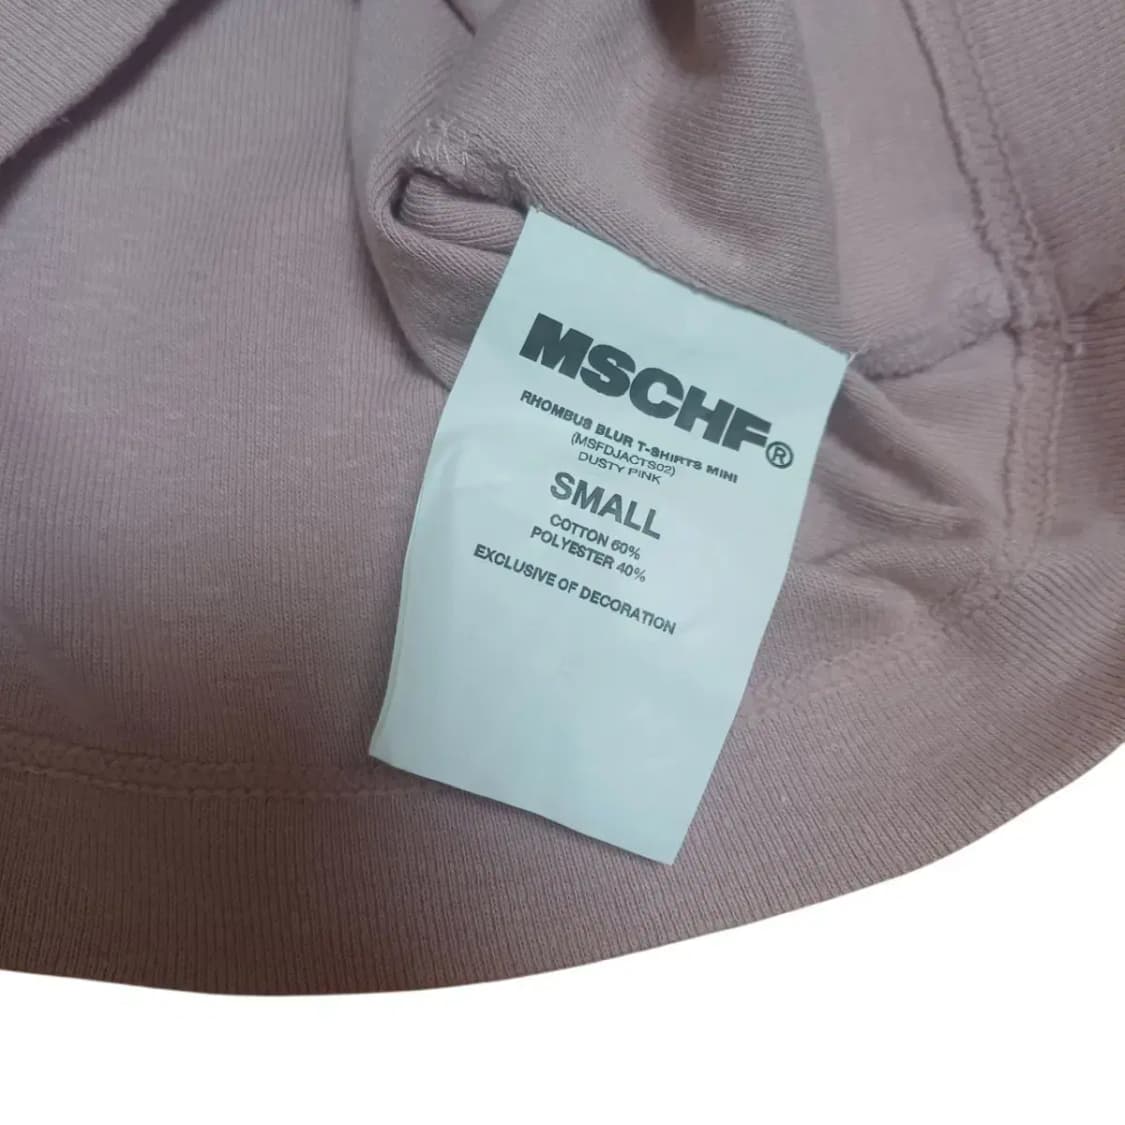 MSCHF®
RHOMBUS BLUR T-SHIRTS MINI
(MSFDJACTS02)
DUSTY PINK
SMALL
COTTON 60%
POLYESTER 40%
EXCLUSIVE OF DECORATION